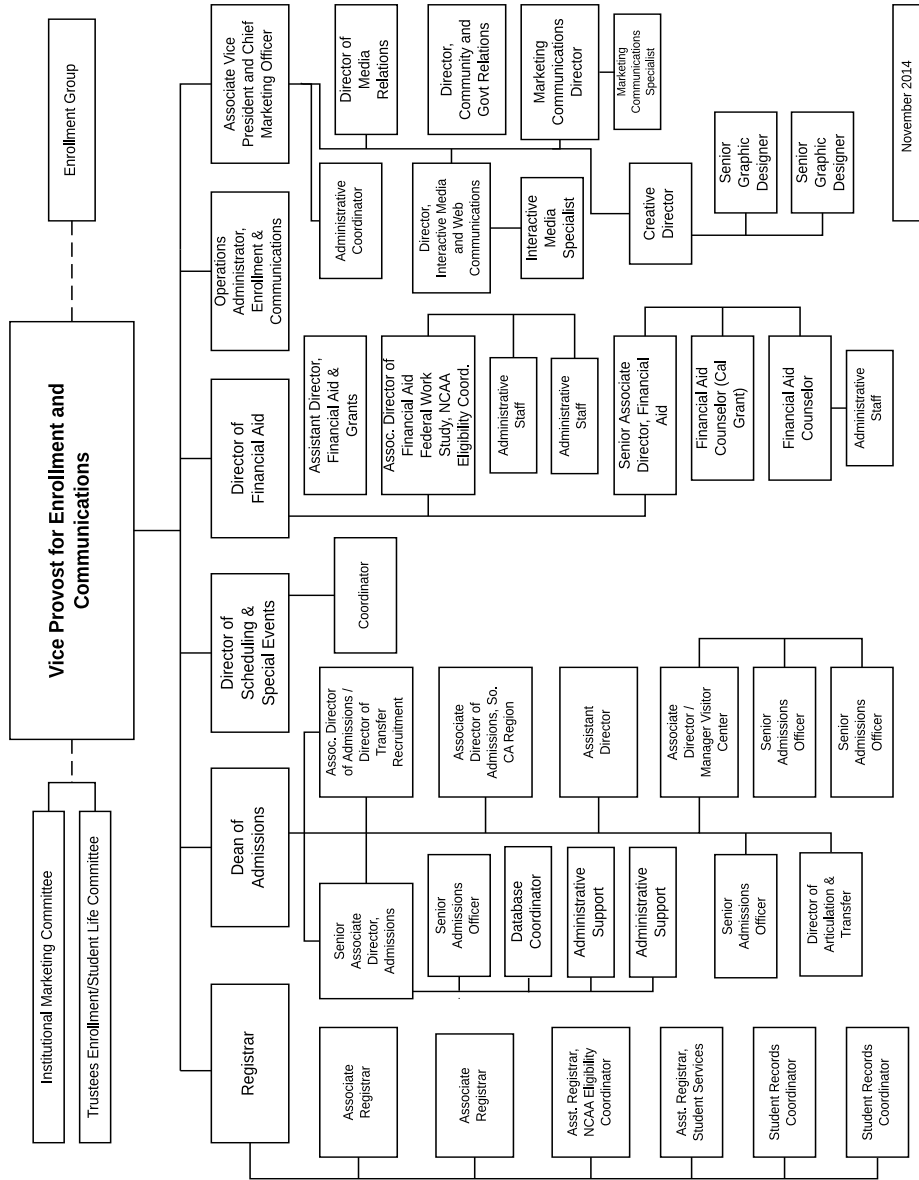 Institutional Marketing Committee
Trustees Enrollment/Student Life Committee
Vice Provost for Enrollment and
Communications
Enrollment Group
Registrar
Dean of
Admissions
Director of
Scheduling &
Special Events
Director of
Financial Aid
Operations
Administrator,
Enrollment &
Communications
Associate Vice
President and Chief
Marketing Officer
Associate
Registrar
Associate
Registrar
Asst. Registrar,
NCAA Eligibility
Coordinator
Asst. Registrar,
Student Services
Student Records
Coordinator
Student Records
Coordinator
Senior
Associate
Director,
Admissions
Senior
Admissions
Officer
Database
Coordinator
Administrative
Support
Administrative
Support
Senior
Admissions
Officer
Director of
Articulation &
Transfer
Assoc. Director
of Admissions /
Director of
Transfer
Recruitment
Associate
Director of
Admissions, So.
CA Region
Assistant
Director
Associate
Director /
Manager Visitor
Center
Senior
Admissions
Officer
Senior
Admissions
Officer
Coordinator
Assistant Director,
Financial Aid &
Grants
Assoc. Director of
Financial Aid
Federal Work
Study, NCAA
Eligibility Coord.
Administrative
Staff
Administrative
Staff
Senior Associate
Director, Financial
Aid
Financial Aid
Counselor (Cal
Grant)
Financial Aid
Counselor
Administrative
Staff
Administrative
Coordinator
Director of
Media
Relations
Director,
Interactive Media
and Web
Communications
Director,
Community and
Govt Relations
Interactive
Media
Specialist
Marketing
Communications
Director
Marketing
Communications
Specialist
Creative
Director
Senior
Graphic
Designer
Senior
Graphic
Designer
November 2014